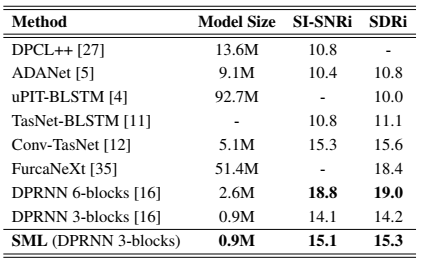 Method Model Size SI-SNRi SDRi
DPCL++ [27] 13.6M 10.8 -
ADANet [5] 9.1M 10.4 10.8
uPIT-BLSTM [4] 92.7M - 10.0
TasNet-BLSTM [11] - 10.8 11.1
Conv-TasNet [12] 5.1M 15.3 15.6
FurcaNeXt [35] 51.4M - 18.4
DPRNN 6-blocks [16] 2.6M 18.8 19.0
DPRNN 3-blocks [16] 0.9M 14.1 14.2
SML (DPRNN 3-blocks) 0.9M 15.1 15.3